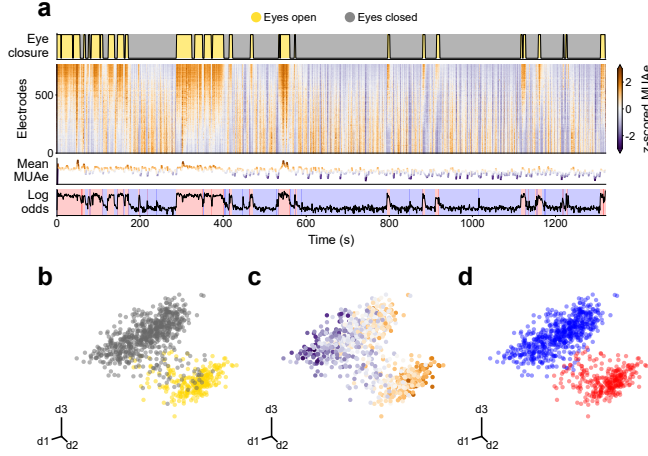 a
Eyes open Eyes closed
Eye
closure
Electrodes
500
0
2
0
-2
z-scored MUAe
Mean
MUAe
Log
odds
0 200 400 600 800 1000 1200
Time (s)
b c d
d3 d3 d3
d1 d2 d1 d2 d1 d2